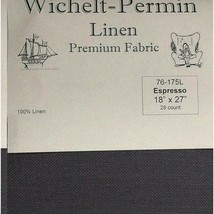 Wichelt-Permin
Linen
Premium Fabric
76-175L
Espresso
18" x 27"
28 count
100% Linen